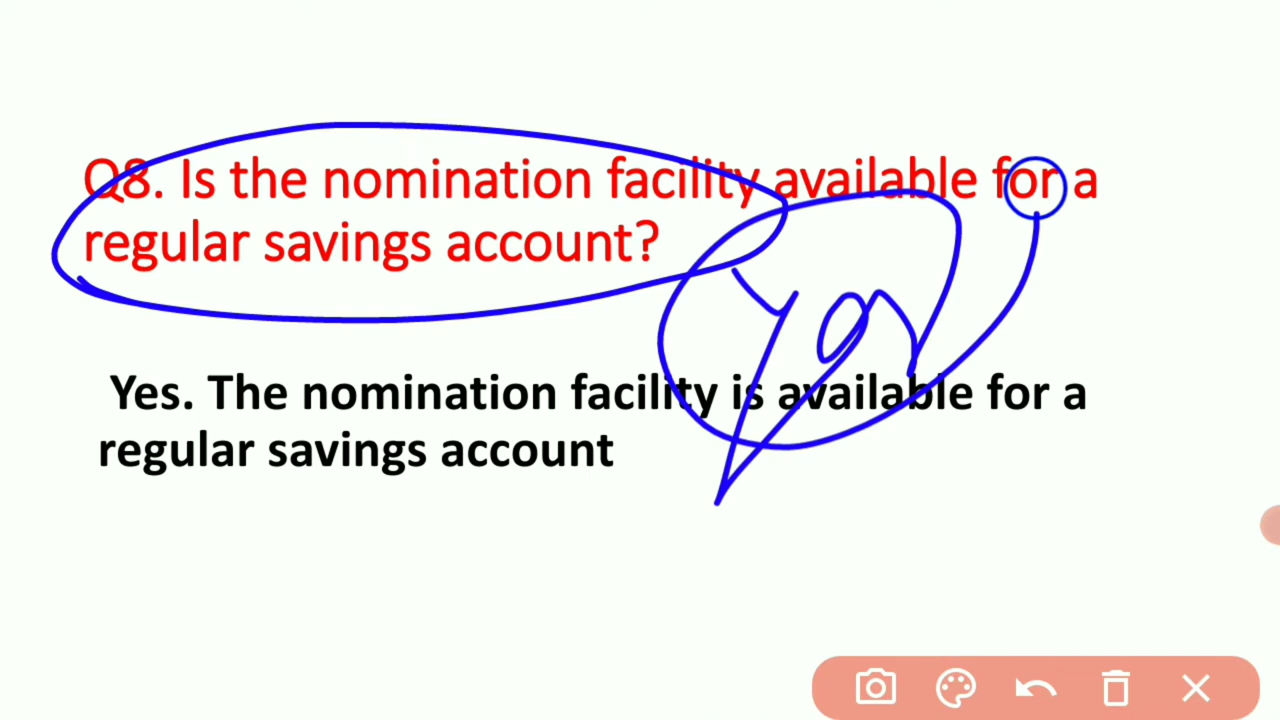 Q8. Is the nomination facility available for a
regular savings account?
Yes
Yes. The nomination facility is available for a
regular savings account